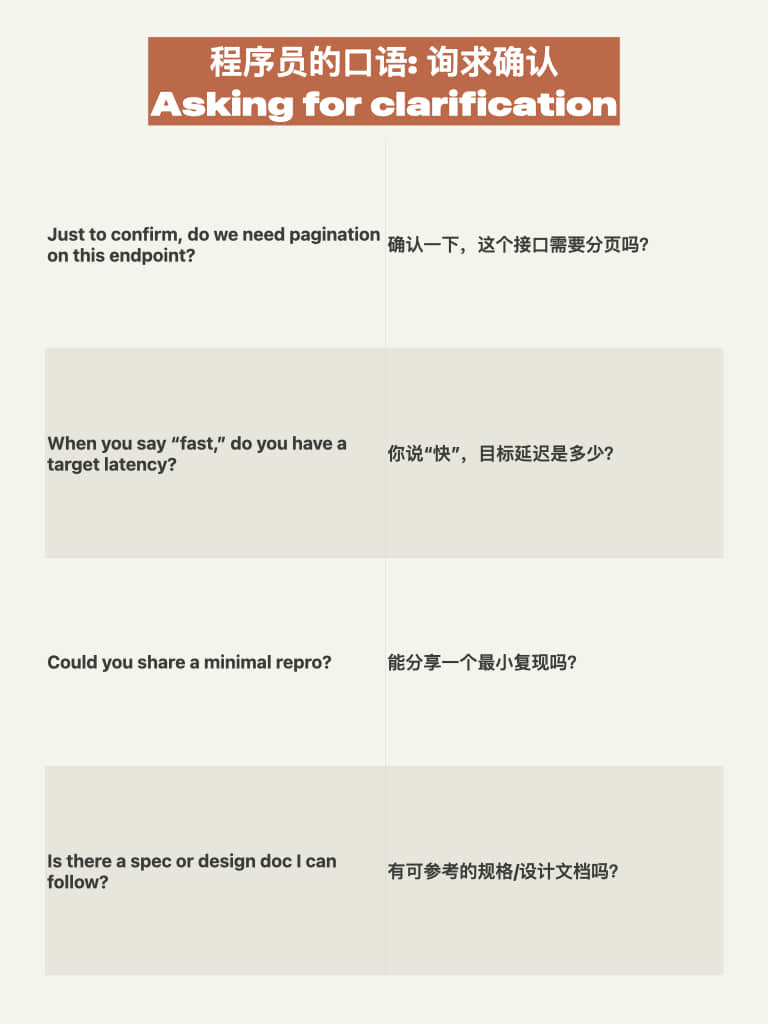 程序员的口语: 询求确认
Asking for clarification
Just to confirm, do we need pagination
on this endpoint?
确认一下，这个接口需要分页吗？
When you say “fast,” do you have a
target latency?
你说“快”，目标延迟是多少？
Could you share a minimal repro?
能分享一个最小复现吗？
Is there a spec or design doc I can
follow?
有可参考的规格/设计文档吗？